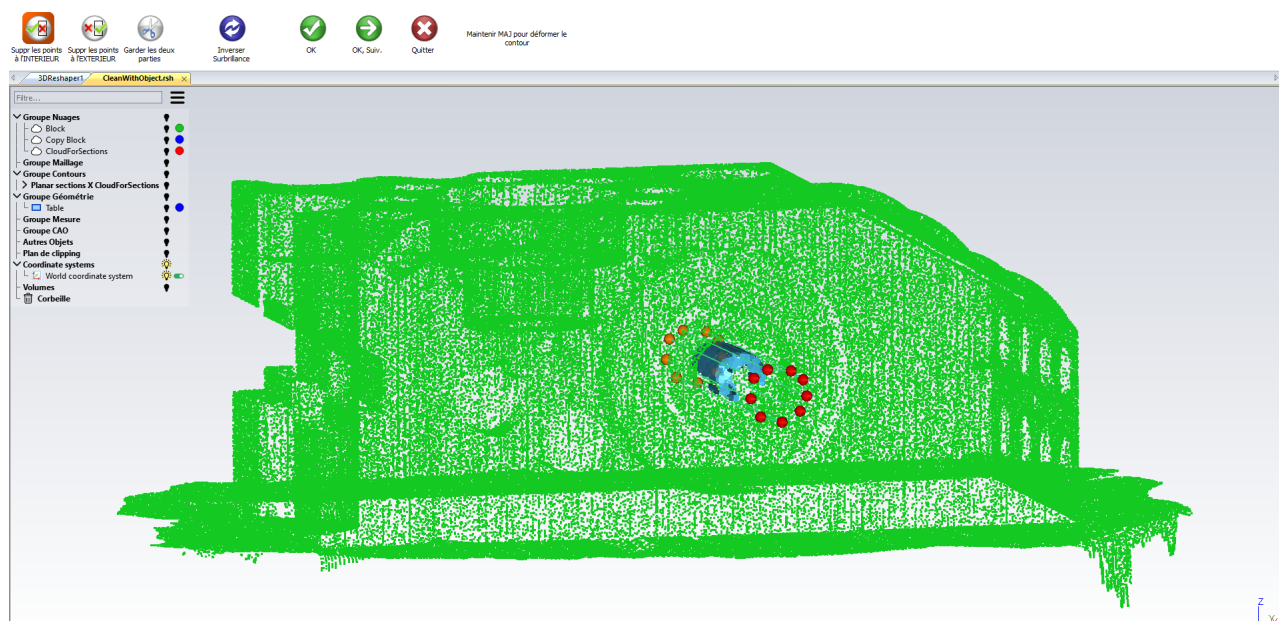 Maintenir MAJ pour déformer le
contour
Suppr les points
à l'INTERIEUR
Suppr les points
à l'EXTERIEUR
Garder les deux
parties
Inverser
Surbrillance
OK
OK, Suiv.
Quitter
3DReshaper1
CleanWithObject.rsh
Filtre...
Groupe Nuages
Block
Copy Block
CloudForSections
Groupe Maillage
Groupe Contours
Planar sections X CloudForSections
Groupe Géométrie
Table
Groupe Mesure
Groupe CAO
Autres Objets
Plan de clipping
Coordinate systems
World coordinate system
Volumes
Corbeille
Z